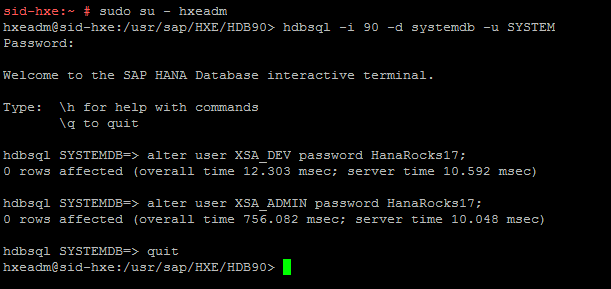 sid-hxe:~ # sudo su - hxeadm
hxeadm@sid-hxe:/usr/sap/HXE/HDB90> hdbsql -i 90 -d systemdb -u SYSTEM
Password:
Welcome to the SAP HANA Database interactive terminal.
Type:  \h for help with commands
       \q to quit
hdbsql SYSTEMDB=> alter user XSA_DEV password HanaRocks17;
0 rows affected (overall time 12.303 msec; server time 10.592 msec)
hdbsql SYSTEMDB=> alter user XSA_ADMIN password HanaRocks17;
0 rows affected (overall time 756.082 msec; server time 10.048 msec)
hdbsql SYSTEMDB=> quit
hxeadm@sid-hxe:/usr/sap/HXE/HDB90>